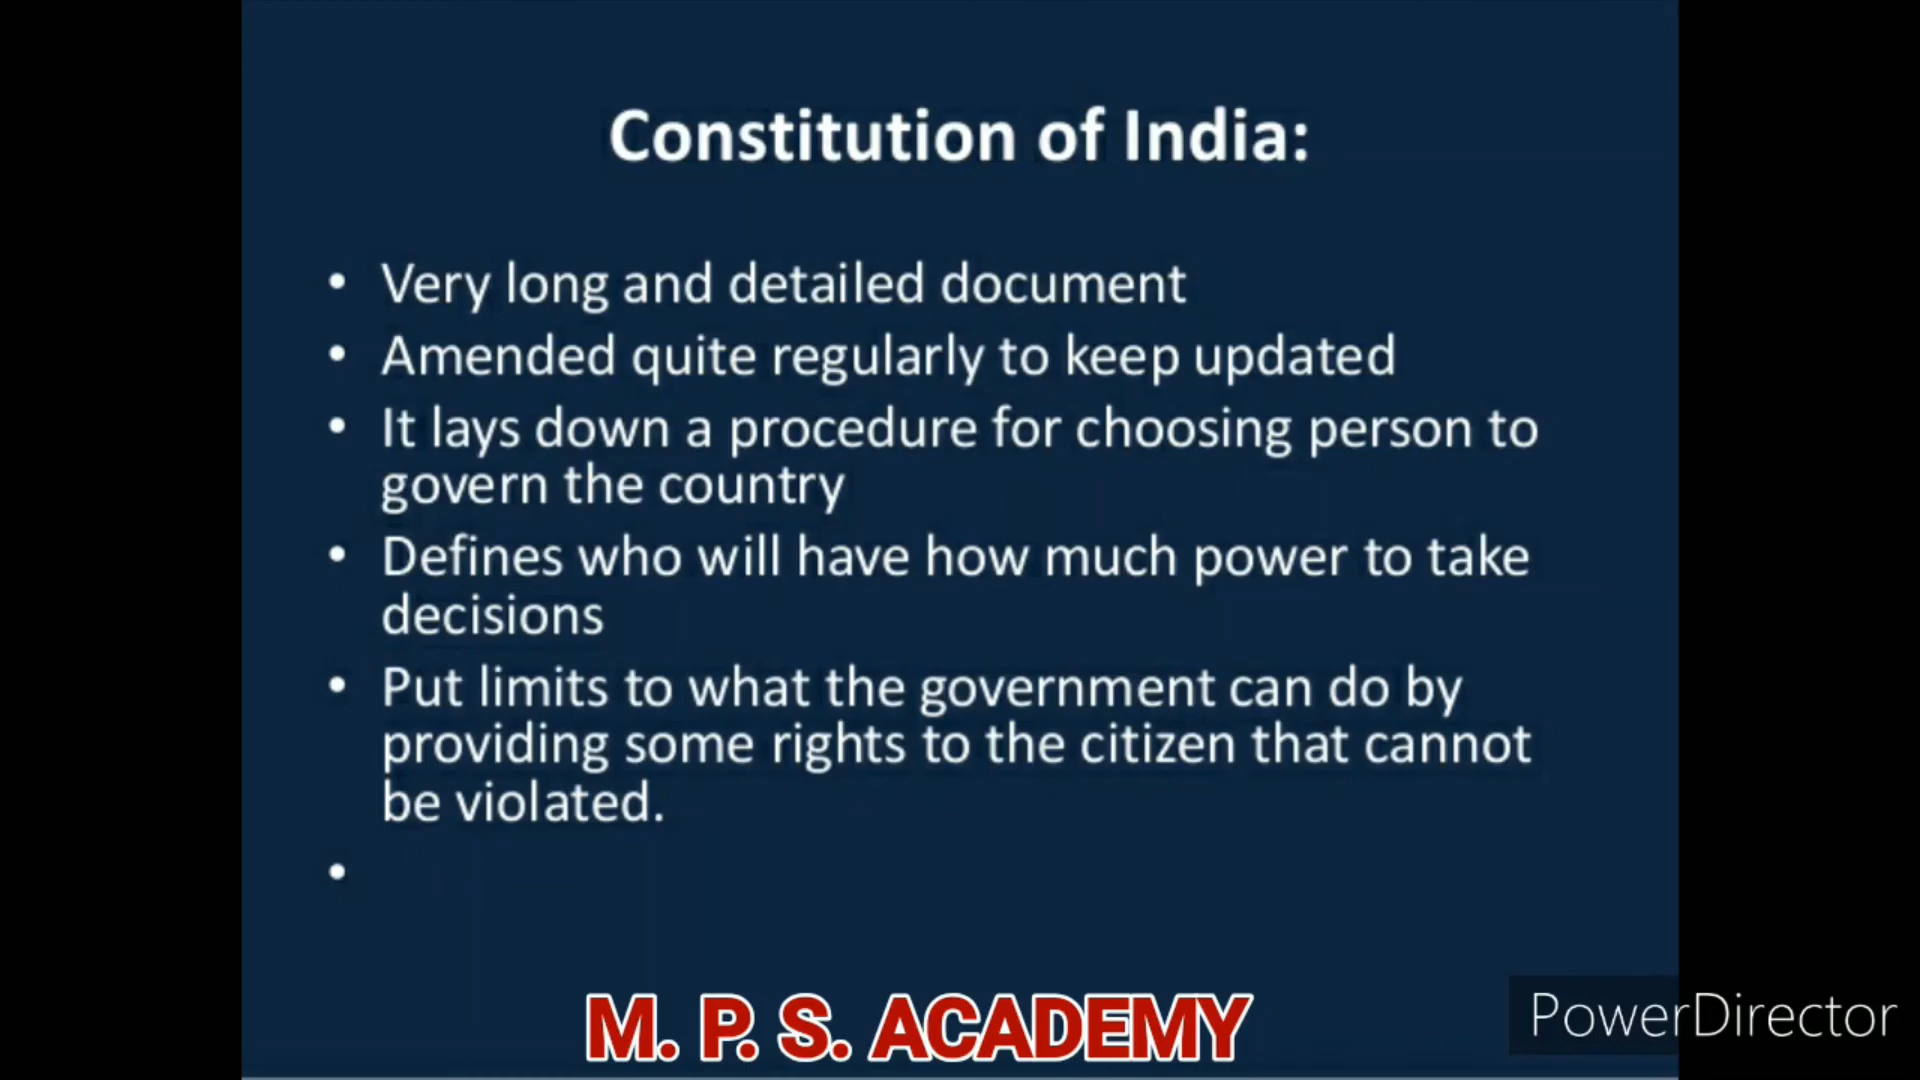 Constitution of India:
• Very long and detailed document
• Amended quite regularly to keep updated
• It lays down a procedure for choosing person to
govern the country
• Defines who will have how much power to take
decisions
• Put limits to what the government can do by
providing some rights to the citizen that cannot
be violated.
•
M. P. S. ACADEMY
PowerDirector